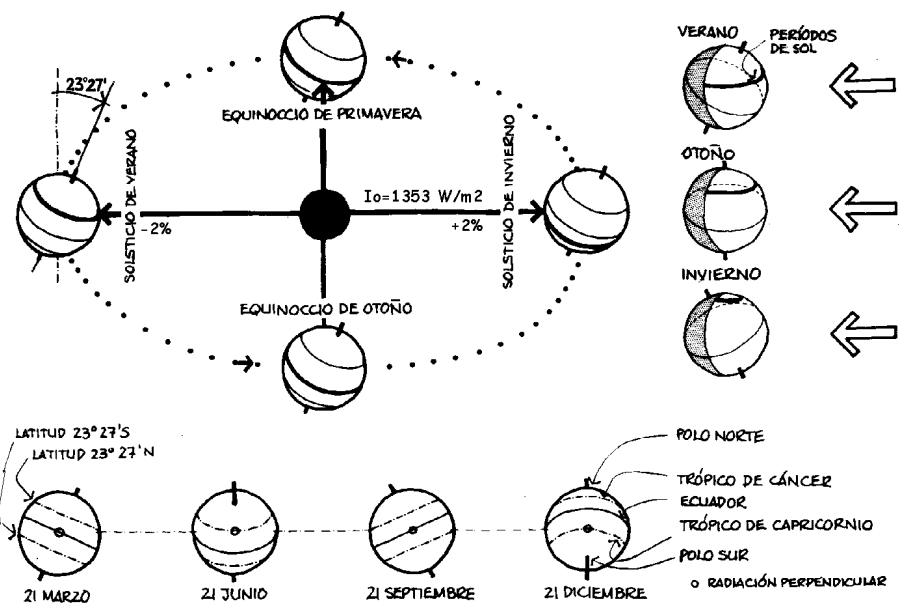 23°27'
EQUINOCCIO DE PRIMAVERA
SOLSTICIO DE VERANO
-2%
Io=1353 W/m2
+2%
SOLSTICIO DE INVIERNO
EQUINOCCIO DE OTOÑO
VERANO
PERÍODOS
DE SOL
OTOÑO
INVIERNO
LATITUD 23°27'S
LATITUD 23°27'N
21 MARZO
21 JUNIO
21 SEPTIEMBRE
21 DICIEMBRE
POLO NORTE
TRÓPICO DE CÁNCER
ECUADOR
TRÓPICO DE CAPRICORNIO
POLO SUR
o RADIACIÓN PERPENDICULAR